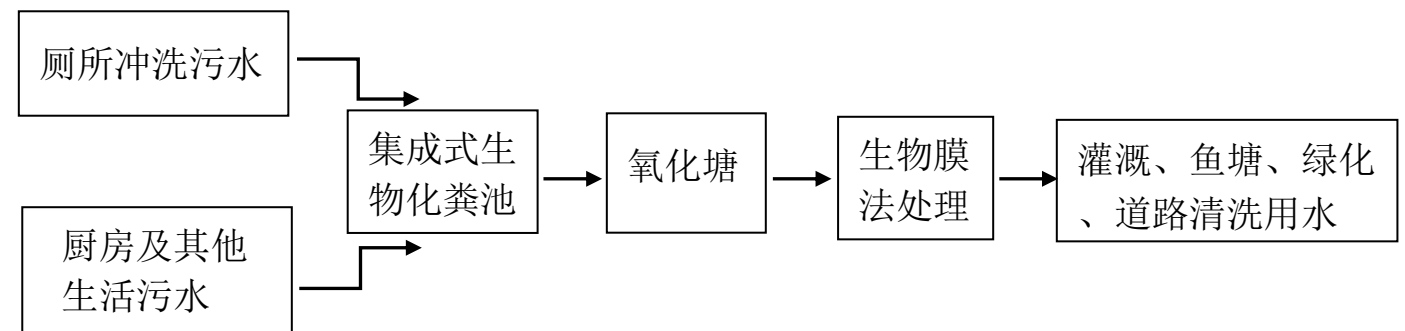 厕所冲洗污水
厨房及其他
生活污水
集成式生
物化粪池
氧化塘
生物膜
法处理
灌溉、鱼塘、绿化
、道路清洗用水